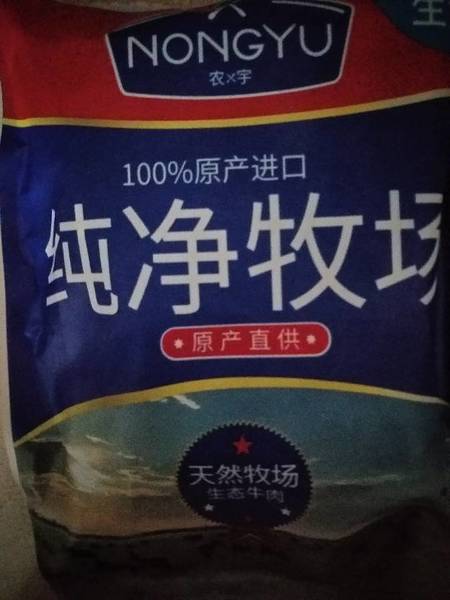 生
NONGYU
农×宇
100%原产进口
纯净牧场
原产直供
天然牧场
生态牛肉